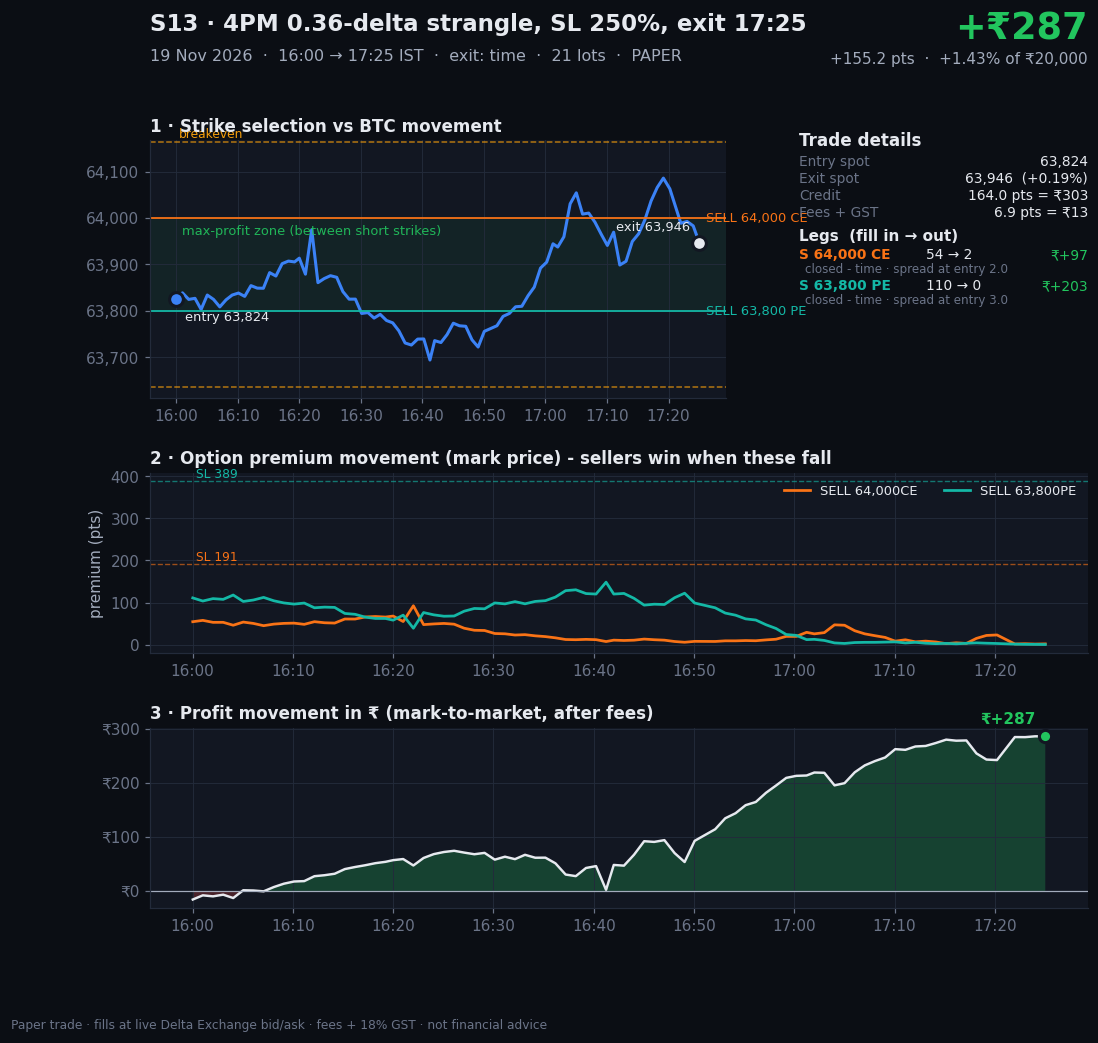 S13 · 4PM 0.36-delta strangle, SL 250%, exit 17:25
+₹287
19 Nov 2026 · 16:00 → 17:25 IST · exit: time · 21 lots · PAPER
+155.2 pts · +1.43% of ₹20,000
1 · Strike selection vs BTC movement
breakeven
64,100
64,000
63,900
63,800
63,700
max-profit zone (between short strikes)
entry 63,824
exit 63,946
SELL 64,000 CE
SELL 63,800 PE
16:00 16:10 16:20 16:30 16:40 16:50 17:00 17:10 17:20
Trade details
Entry spot 63,824
Exit spot 63,946 (+0.19%)
Credit 164.0 pts = ₹303
Fees + GST 6.9 pts = ₹13
Legs (fill in → out)
S 64,000 CE 54 → 2 ₹+97
closed - time · spread at entry 2.0
S 63,800 PE 110 → 0 ₹+203
closed - time · spread at entry 3.0
2 · Option premium movement (mark price) - sellers win when these fall
premium (pts)
400
300
200
100
0
SL 389
SL 191
SELL 64,000CE SELL 63,800PE
16:00 16:10 16:20 16:30 16:40 16:50 17:00 17:10 17:20
3 · Profit movement in ₹ (mark-to-market, after fees)
₹+287
₹300
₹200
₹100
₹0
16:00 16:10 16:20 16:30 16:40 16:50 17:00 17:10 17:20
Paper trade · fills at live Delta Exchange bid/ask · fees + 18% GST · not financial advice